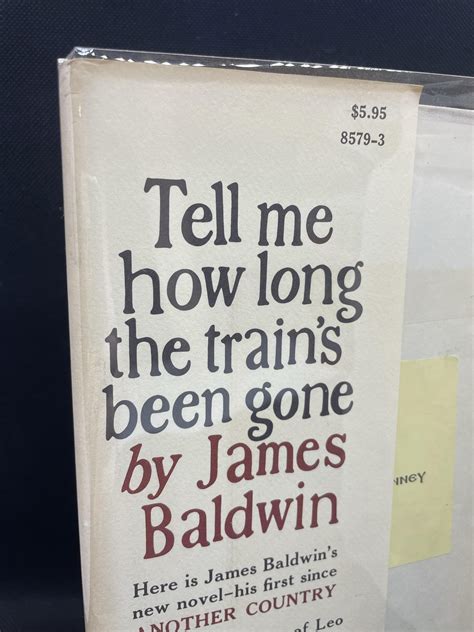 $5.95
8579-3
Tell me
how long
the train's
been gone
by James
Baldwin
Here is James Baldwin's
new novel–his first since
ANOTHER COUNTRY
of Leo
NNEY